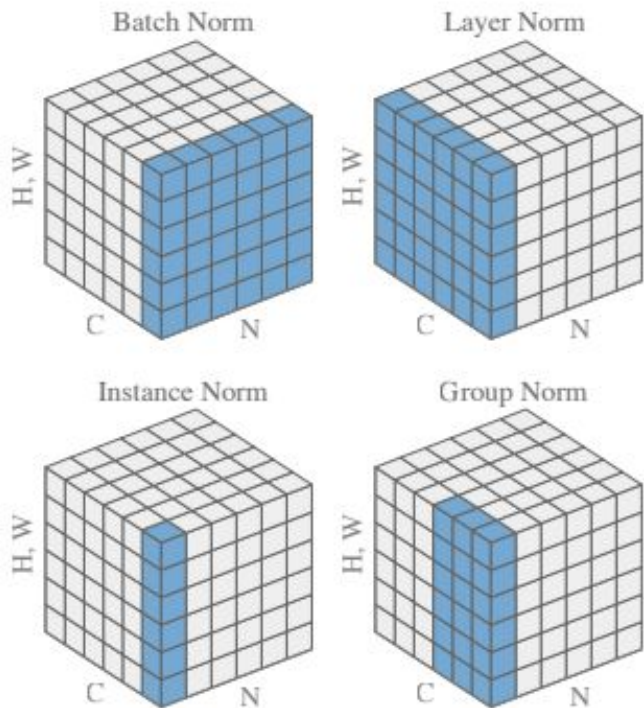 Batch Norm
H, W
C
N
Layer Norm
H, W
C
N
Instance Norm
H, W
C
N
Group Norm
H, W
C
N